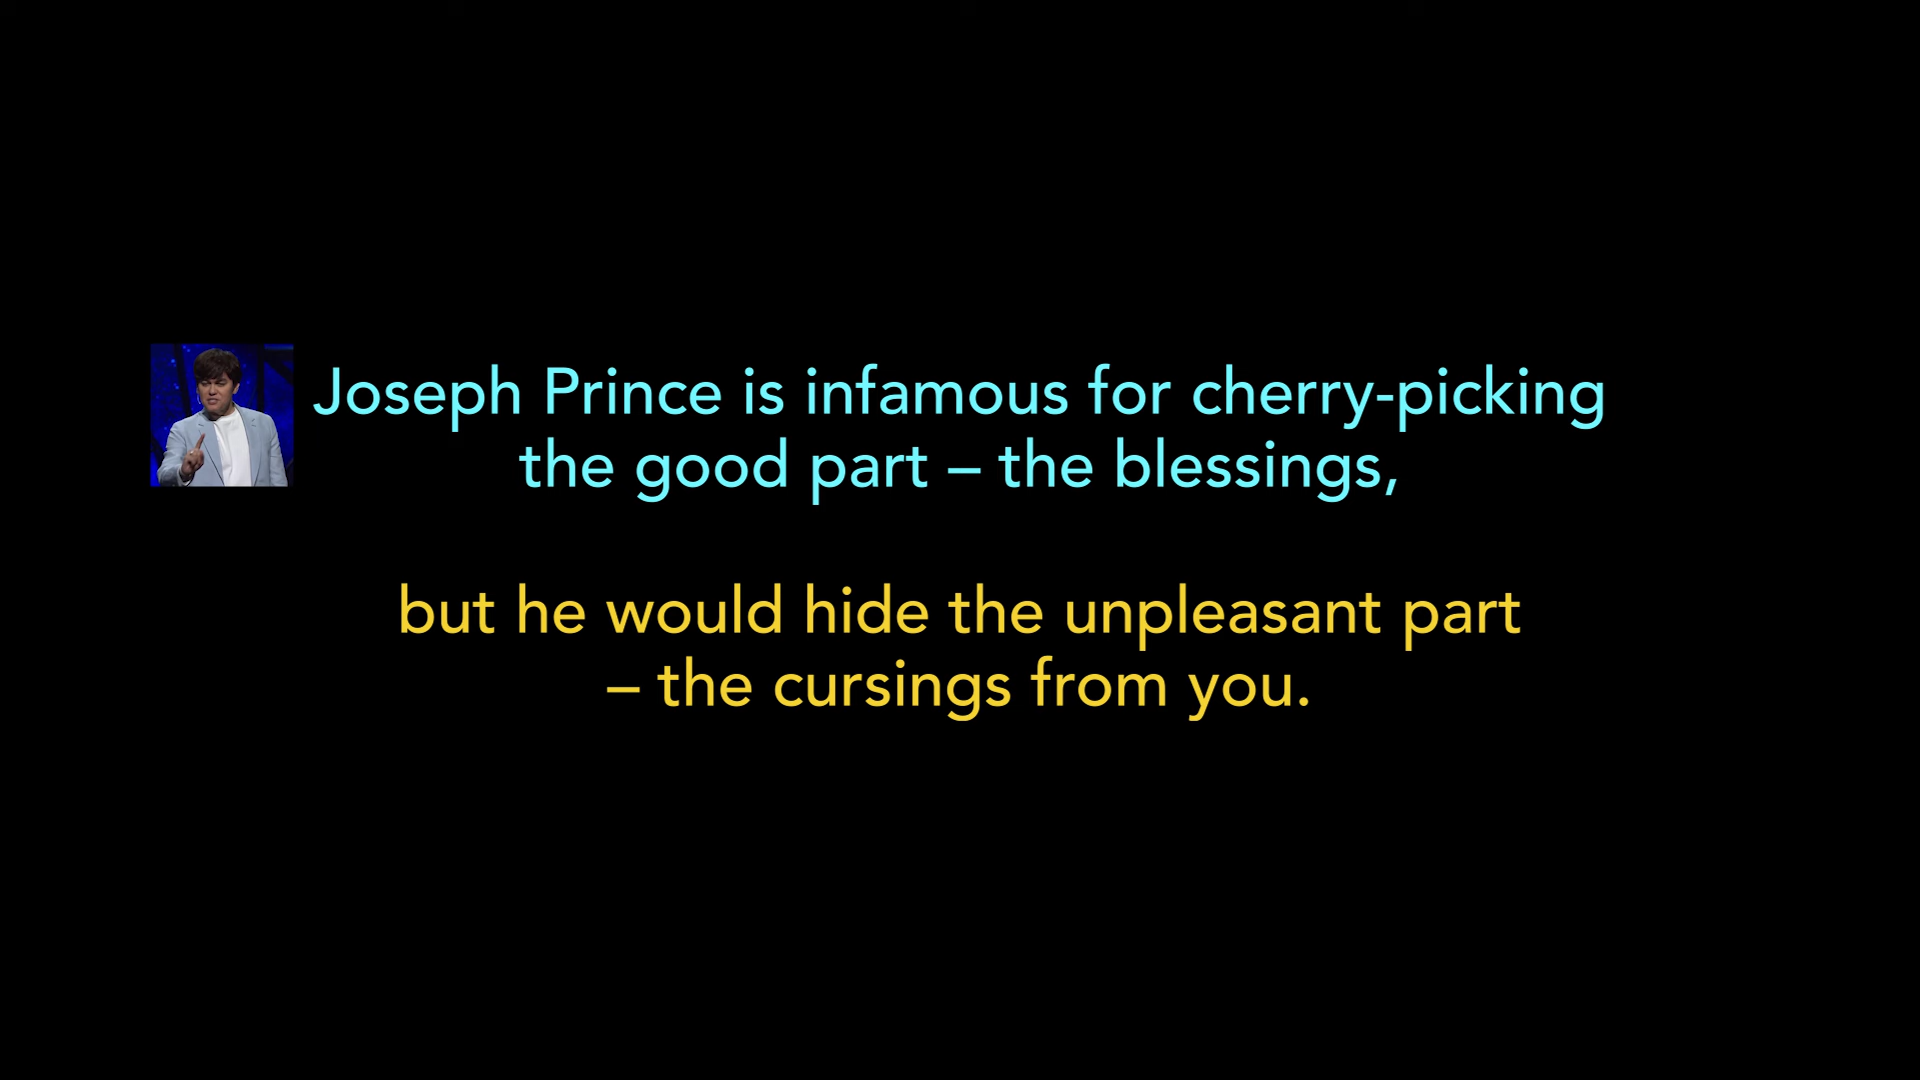 Joseph Prince is infamous for cherry-picking
the good part – the blessings,
but he would hide the unpleasant part
– the cursings from you.